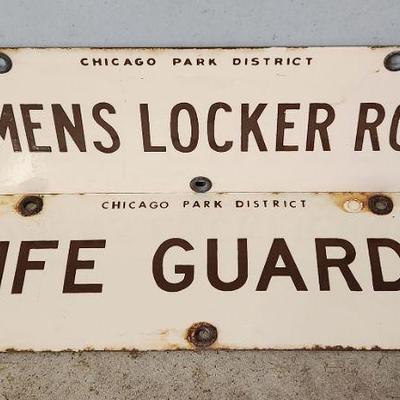 CHICAGO PARK DISTRICT
MENS LOCKER RO
CHICAGO PARK DISTRICT
IFE GUARD